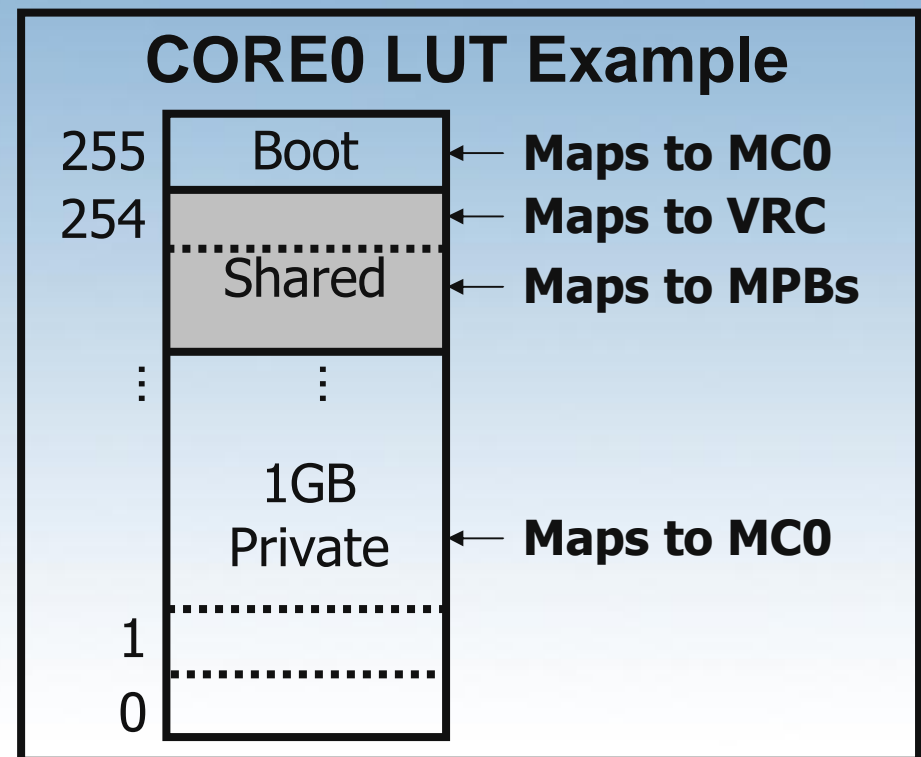 CORE0 LUT Example
255 Boot Maps to MC0
254 Maps to VRC
Shared Maps to MPBs
⋮ ⋮
1GB
Private Maps to MC0
1
0